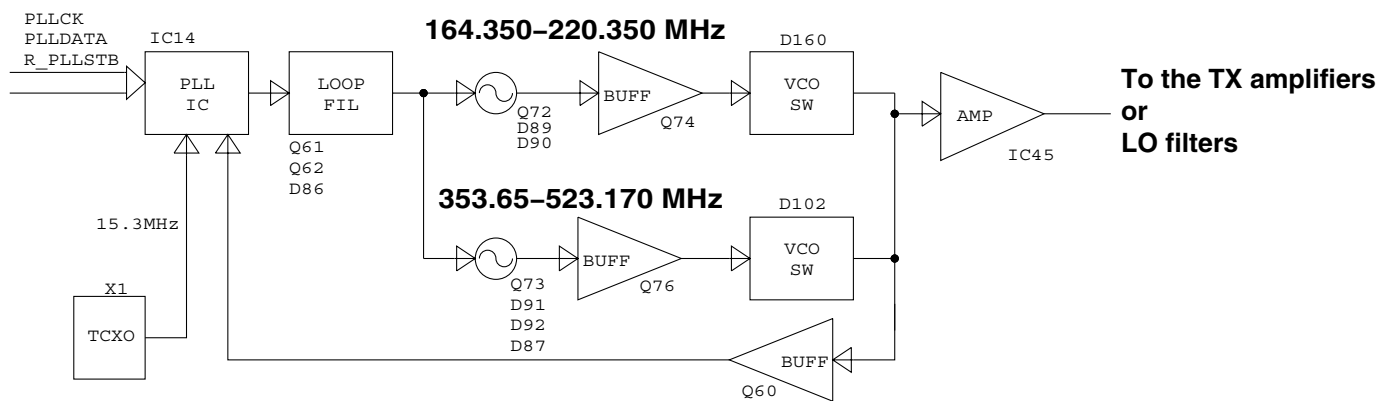 PLLCK
PLLDATA
R_PLLSTB
IC14
PLL
IC
LOOP
FIL
Q61
Q62
D86
164.350–220.350 MHz
Q72
D89
D90
BUFF
Q74
D160
VCO
SW
AMP
IC45
To the TX amplifiers
or
LO filters
353.65–523.170 MHz
Q73
D91
D92
D87
BUFF
Q76
D102
VCO
SW
15.3MHz
X1
TCXO
BUFF
Q60